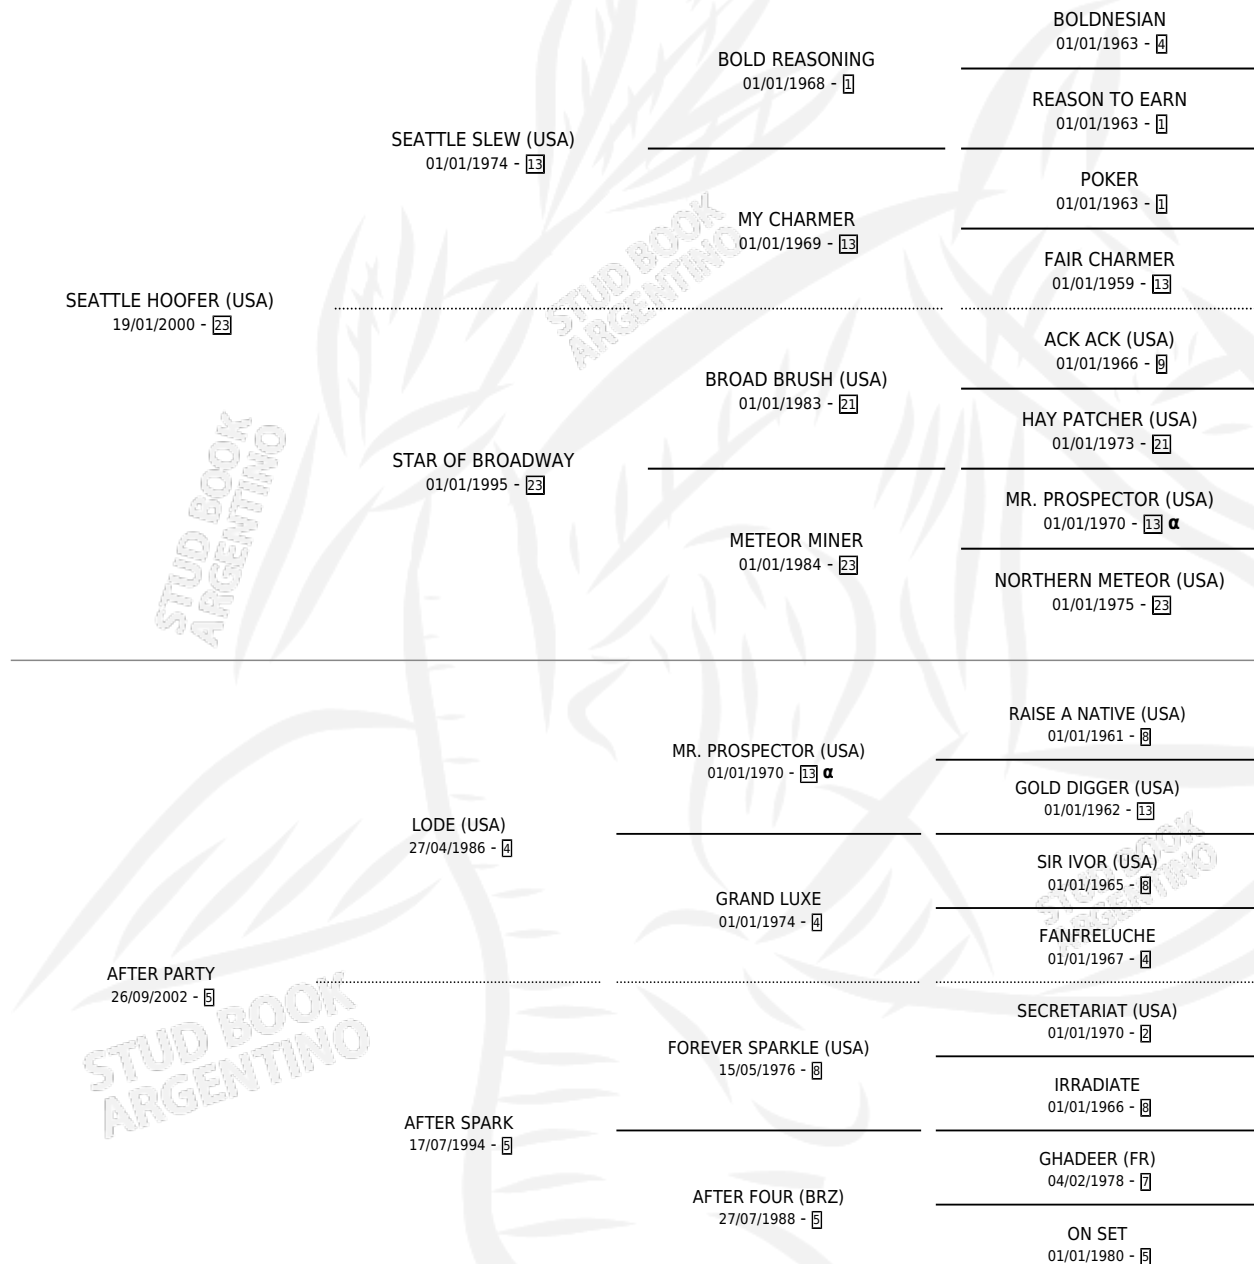 BOLDNESIAN
01/01/1963 - 4
BOLD REASONING
01/01/1968 - 1
REASON TO EARN
01/01/1963 - 1
SEATTLE SLEW (USA)
01/01/1974 - 13
POKER
01/01/1963 - 1
MY CHARMER
01/01/1969 - 13
FAIR CHARMER
01/01/1959 - 13
STUD BOOK
ARGENTINO
SEATTLE HOOFER (USA)
19/01/2000 - 23
ACK ACK (USA)
01/01/1966 - 9
BROAD BRUSH (USA)
01/01/1983 - 21
HAY PATCHER (USA)
01/01/1973 - 21
STAR OF BROADWAY
01/01/1995 - 23
MR. PROSPECTOR (USA)
01/01/1970 - 13 α
METEOR MINER
01/01/1984 - 23
NORTHERN METEOR (USA)
01/01/1975 - 23
STUD BOOK
ARGENTINO
RAISE A NATIVE (USA)
01/01/1961 - 8
MR. PROSPECTOR (USA)
01/01/1970 - 13 α
GOLD DIGGER (USA)
01/01/1962 - 13
LODE (USA)
27/04/1986 - 4
SIR IVOR (USA)
01/01/1965 - 8
GRAND LUXE
01/01/1974 - 4
FANFRELUCHE
01/01/1967 - 4
STUD BOOK
ARGENTINO
AFTER PARTY
26/09/2002 - 5
SECRETARIAT (USA)
01/01/1970 - 2
FOREVER SPARKLE (USA)
15/05/1976 - 8
IRRADIATE
01/01/1966 - 8
AFTER SPARK
17/07/1994 - 5
GHADEER (FR)
04/02/1978 - 7
AFTER FOUR (BRZ)
27/07/1988 - 5
ON SET
01/01/1980 - 5
STUD BOOK
ARGENTINO